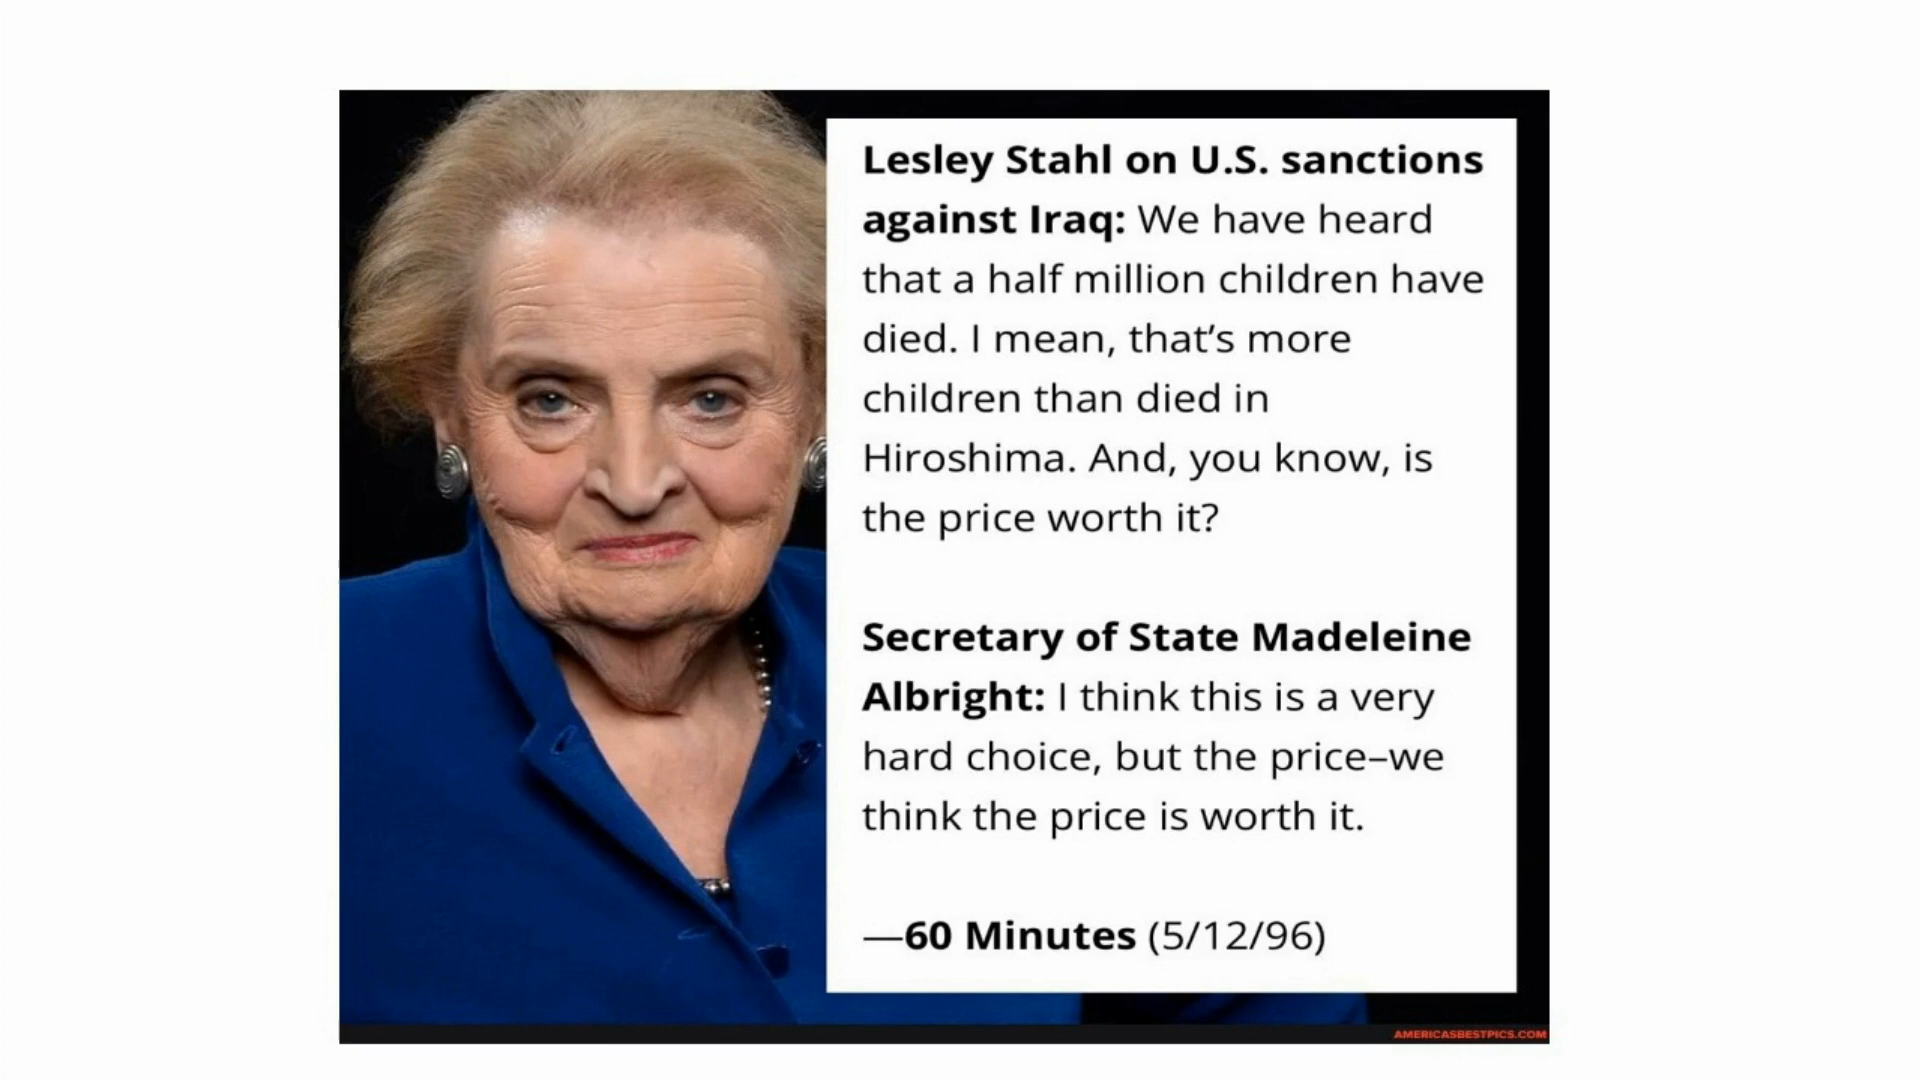 Lesley Stahl on U.S. sanctions
against Iraq: We have heard
that a half million children have
died. I mean, that's more
children than died in
Hiroshima. And, you know, is
the price worth it?
Secretary of State Madeleine
Albright: I think this is a very
hard choice, but the price–we
think the price is worth it.
—60 Minutes (5/12/96)
AMERICASBESTPICS.COM